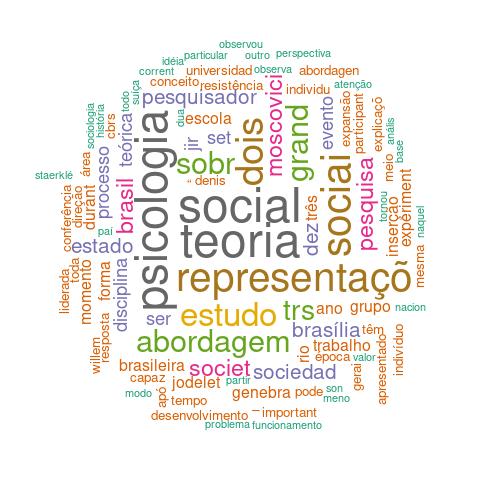 observou
idéia
particular
outro
perspectiva
corrent
universidad
observa
abordagen
conceito
resistência
individu
atenção
suíça
pesquisador
moscovici
evento
expansão
participant
explicaçõ
anális
base
sociologia
história
cbrs
todo
teórica
dua
escola
jir
set
dois
grand
área
processo
psicologia
sobr
sociai
pesquisa
meio
experiment
staerklé
direção
durant
brasil
denis
social
três
tornou
inserção
naquel
conferência
pai
teoria
dez
estado
toda
liderada
momento
forma
disciplina
representaçõ
mesma
ser
estudo
trs
ano
grupo
nacion
willem
resposta
abordagem
rio
brasília
têm
trabalho
época
valor
apresentado
indivíduo
brasileira
societ
sociedad
capaz
jodelet
partir
gerai
modo
apó
tempo
genebra
pode
son
meno
desenvolvimento
–
important
problema
funcionamento